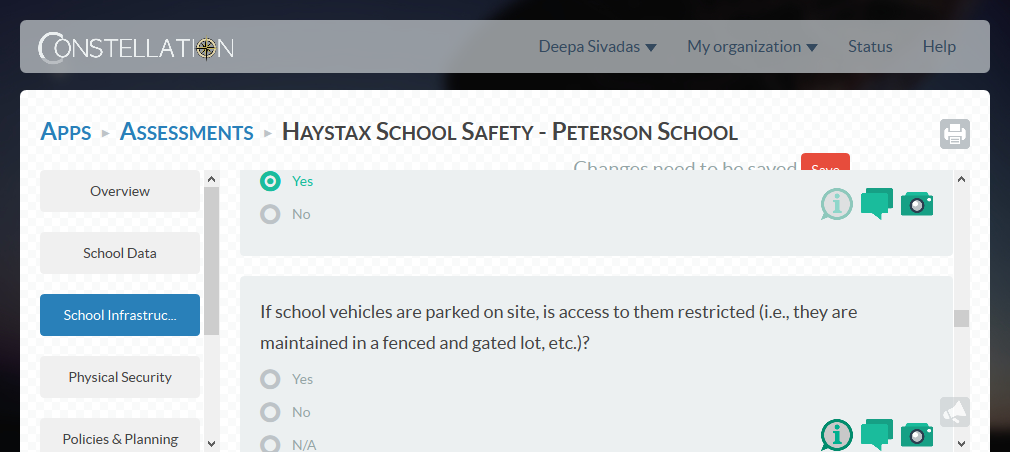 CONSTELLATION
Deepa Sivadas My organization Status Help
APPS ASSESSMENTS HAYSTAX SCHOOL SAFETY - PETERSON SCHOOL
Changes need to be saved Save
Overview
School Data
School Infrastruc...
Physical Security
Policies & Planning
Yes
No
If school vehicles are parked on site, is access to them restricted (i.e., they are
maintained in a fenced and gated lot, etc.)?
Yes
No
N/A